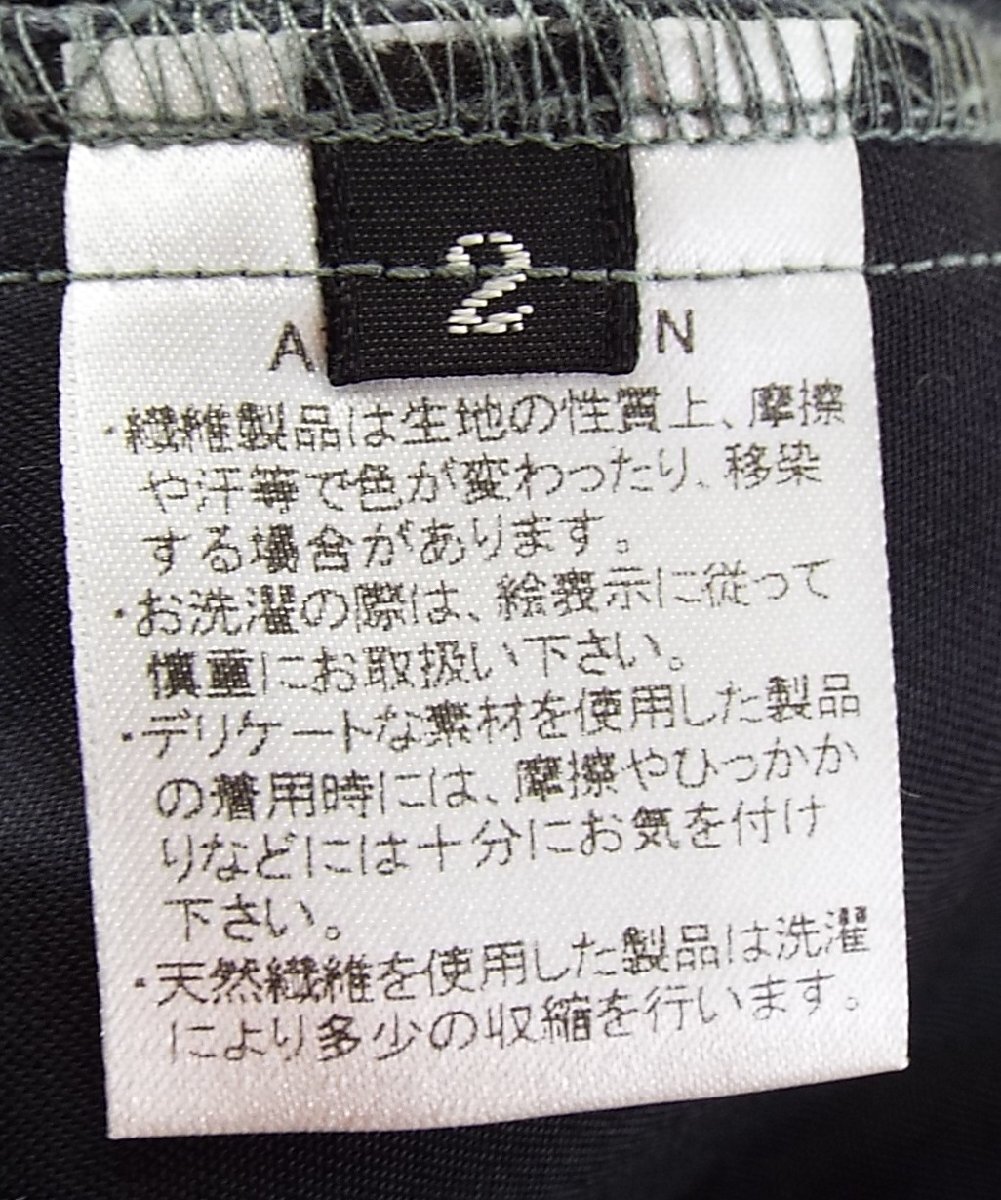 2
・繊維製品は生地の性質上、摩擦
や汗等で色が変わったり、移染
する場合があります。
・お洗濯の際は、絵表示に従って
慎重にお取扱い下さい。
・デリケートな素材を使用した製品
の着用時には、摩擦やひっかか
りなどには十分にお気を付け
下さい。
・天然繊維を使用した製品は洗濯
により多少の収縮を行います。